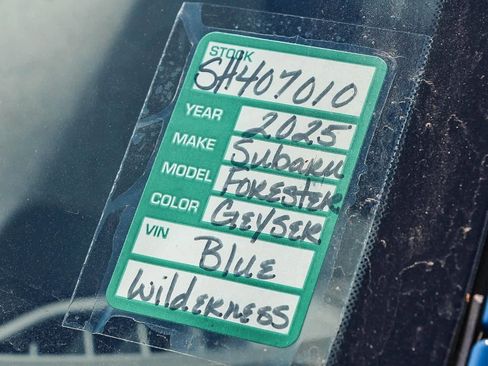 STOCK
SH407010
YEAR 2025
MAKE Subaru
MODEL FORESTER
COLOR GEYSER
VIN Blue
WilDERNESS